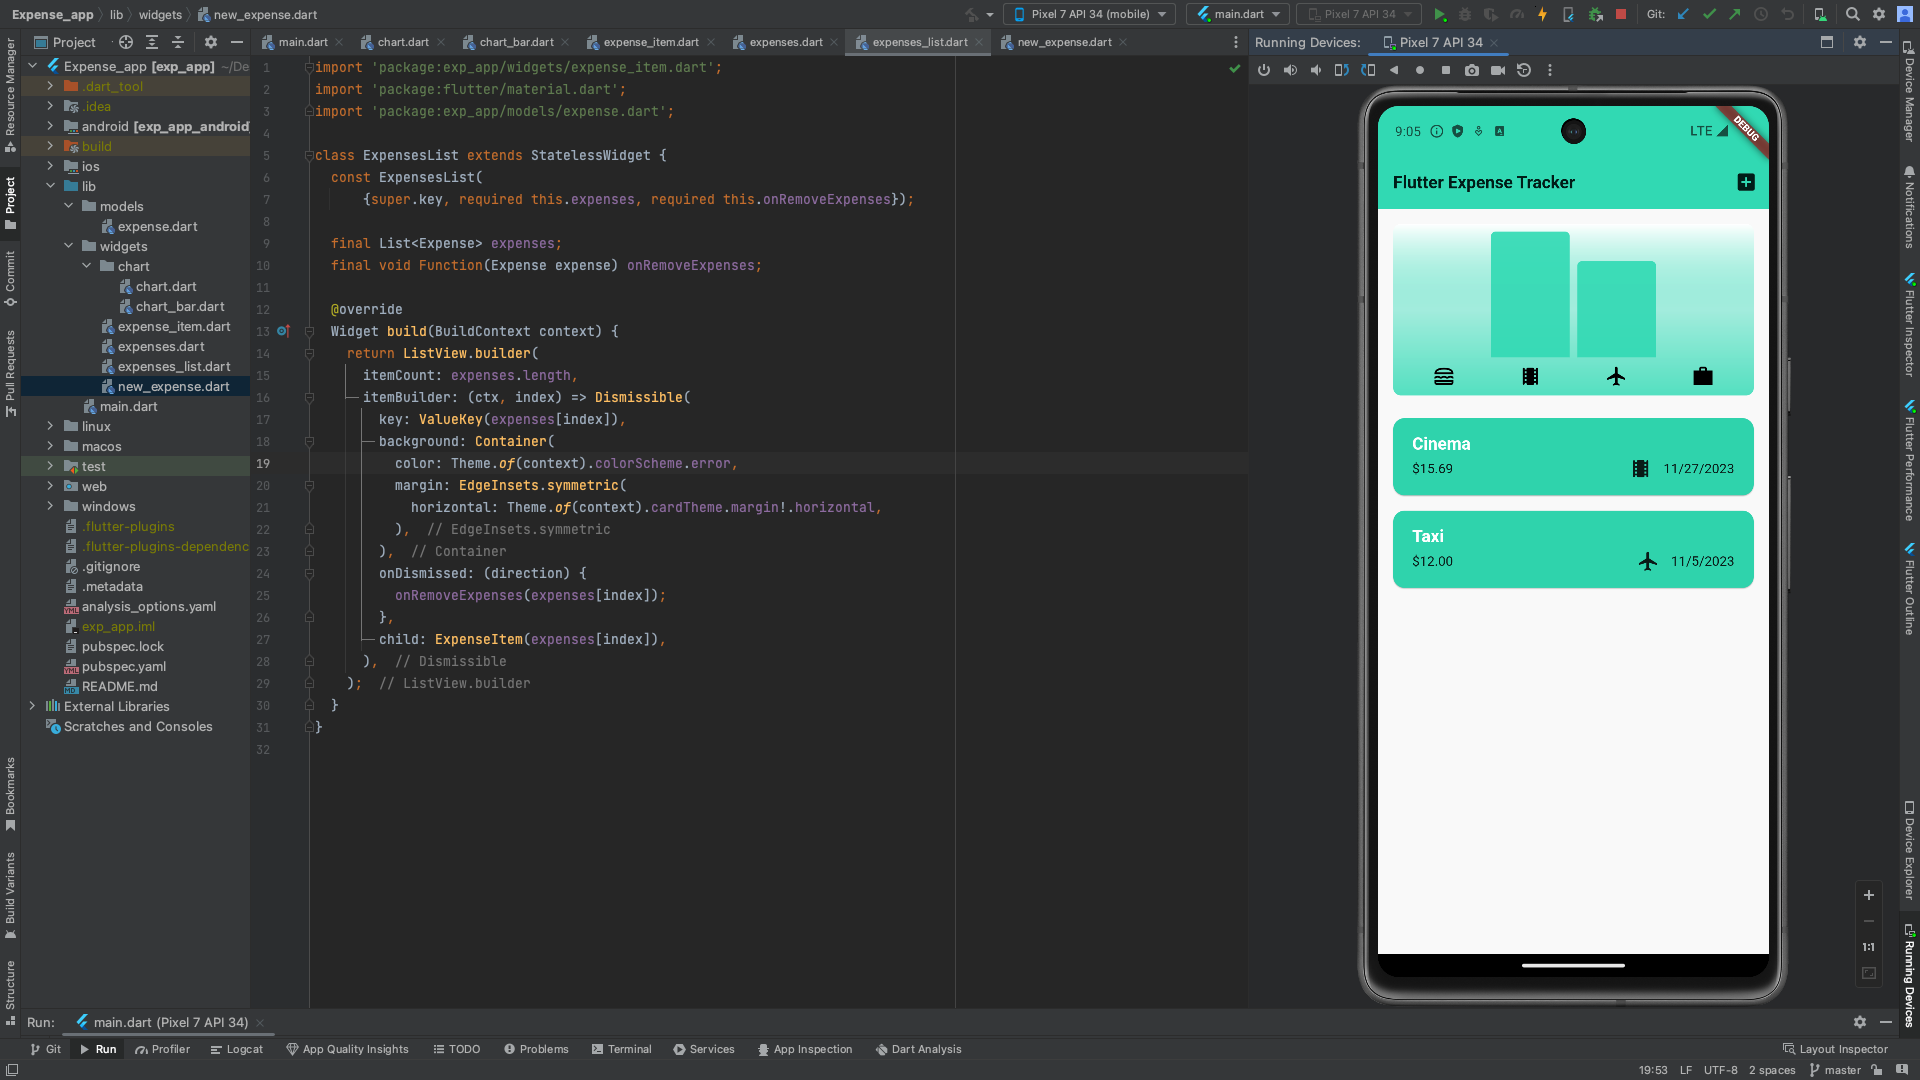 Expense_app lib widgets new_expense.dart
Pixel 7 API 34 (mobile) main.dart Pixel 7 API 34 Git:
Project
main.dart chart.dart chart_bar.dart expense_item.dart expenses.dart expenses_list.dart new_expense.dart
Running Devices: Pixel 7 API 34
Resource Manager
Project
Commit
Pull Requests
Bookmarks
Build Variants
Structure
Expense_app [exp_app] ~/De
.dart_tool
.idea
android [exp_app_android]
build
ios
lib
models
expense.dart
widgets
chart
chart.dart
chart_bar.dart
expense_item.dart
expenses.dart
expenses_list.dart
new_expense.dart
main.dart
linux
macos
test
web
windows
.flutter-plugins
.flutter-plugins-dependenc
.gitignore
.metadata
analysis_options.yaml
exp_app.iml
pubspec.lock
pubspec.yaml
README.md
External Libraries
Scratches and Consoles
1 import 'package:exp_app/widgets/expense_item.dart';
2 import 'package:flutter/material.dart';
3 import 'package:exp_app/models/expense.dart';
4
5 class ExpensesList extends StatelessWidget {
6 const ExpensesList(
7 {super.key, required this.expenses, required this.onRemoveExpenses});
8
9 final List<Expense> expenses;
10 final void Function(Expense expense) onRemoveExpenses;
11
12 @override
13 Widget build(BuildContext context) {
14 return ListView.builder(
15 itemCount: expenses.length,
16 itemBuilder: (ctx, index) => Dismissible(
17 key: ValueKey(expenses[index]),
18 background: Container(
19 color: Theme.of(context).colorScheme.error,
20 margin: EdgeInsets.symmetric(
21 horizontal: Theme.of(context).cardTheme.margin!.horizontal,
22 ), // EdgeInsets.symmetric
23 ), // Container
24 onDismissed: (direction) {
25 onRemoveExpenses(expenses[index]);
26 },
27 child: ExpenseItem(expenses[index]),
28 ), // Dismissible
29 ); // ListView.builder
30 }
31 }
32
9:05 LTE
DEBUG
Flutter Expense Tracker
Cinema
$15.69 11/27/2023
Taxi
$12.00 11/5/2023
1:1
Device Manager
Notifications
Flutter Inspector
Flutter Performance
Flutter Outline
Device Explorer
Running Devices
Run: main.dart (Pixel 7 API 34)
Git Run Profiler Logcat App Quality Insights TODO Problems Terminal Services App Inspection Dart Analysis Layout Inspector
19:53 LF UTF-8 2 spaces master